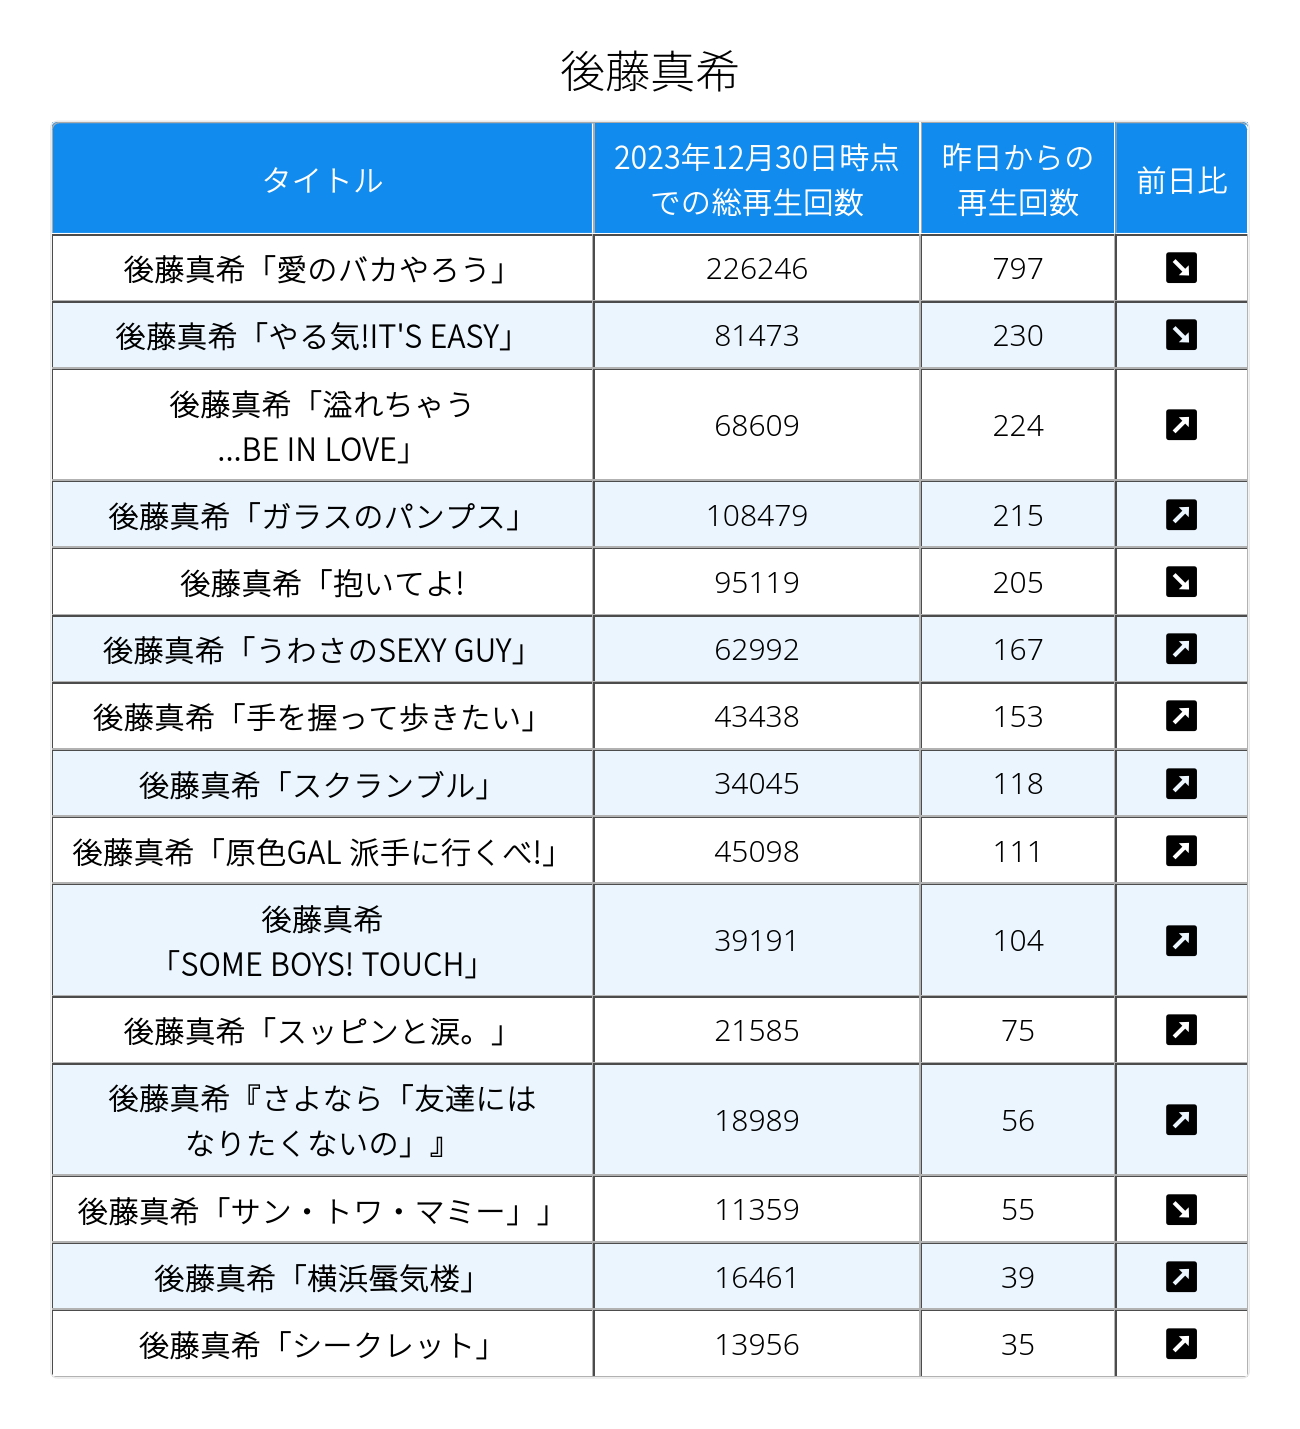 後藤真希
タイトル
2023年12月30日時点
での総再生回数
昨日からの
再生回数
前日比
後藤真希「愛のバカやろう」 226246 797 ↘
後藤真希「やる気!IT'S EASY」 81473 230 ↘
後藤真希「溢れちゃう
...BE IN LOVE」 68609 224 ↗
後藤真希「ガラスのパンプス」 108479 215 ↗
後藤真希「抱いてよ! 95119 205 ↘
後藤真希「うわさのSEXY GUY」 62992 167 ↗
後藤真希「手を握って歩きたい」 43438 153 ↗
後藤真希「スクランブル」 34045 118 ↗
後藤真希「原色GAL 派手に行くべ!」 45098 111 ↗
後藤真希
「SOME BOYS! TOUCH」 39191 104 ↗
後藤真希「スッピンと涙。」 21585 75 ↗
後藤真希『さよなら「友達には
なりたくないの」』 18989 56 ↗
後藤真希「サン・トワ・マミー」」 11359 55 ↘
後藤真希「横浜蜃気楼」 16461 39 ↗
後藤真希「シークレット」 13956 35 ↗